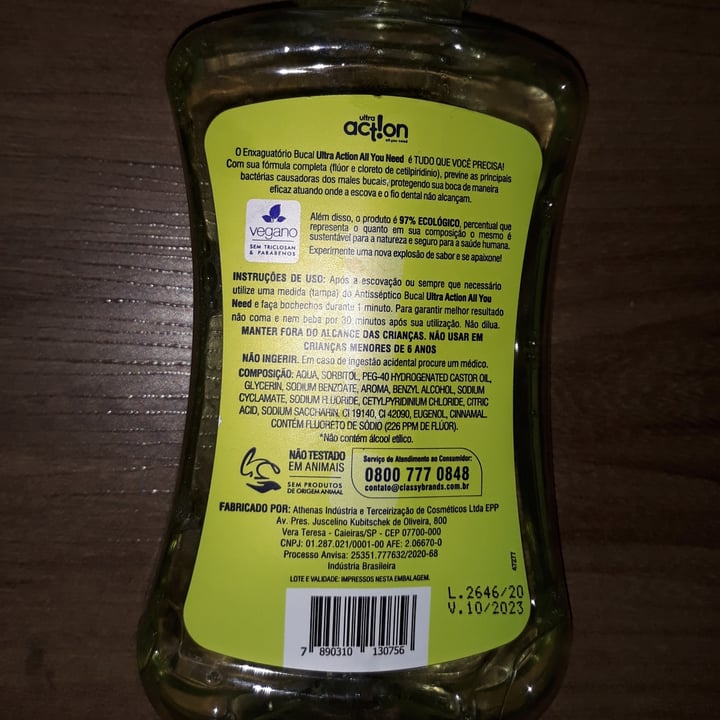 ultra
act!on
all you need
O Enxaguatório Bucal Ultra Action All You Need é TUDO QUE VOCÊ PRECISA!
Com sua fórmula completa (flúor e cloreto de cetilpiridínio), previne as principais
bactérias causadoras dos males bucais, protegendo sua boca de maneira
eficaz atuando onde a escova e o fio dental não alcançam.
vegano
SEM TRICLOSAN
& PARABENOS
Além disso, o produto é 97% ECOLÓGICO, percentual que
representa o quanto em sua composição o mesmo é
sustentável para a natureza e seguro para a saúde humana.
Experimente uma nova explosão de sabor e se apaixone!
INSTRUÇÕES DE USO: Após a escovação ou sempre que necessário
utilize uma medida (tampa) do Antisséptico Bucal Ultra Action All You
Need e faça bochechos durante 1 minuto. Para garantir melhor resultado
não coma e nem beba por 30 minutos após sua utilização. Não dilua.
MANTER FORA DO ALCANCE DAS CRIANÇAS. NÃO USAR EM
CRIANÇAS MENORES DE 6 ANOS
NÃO INGERIR. Em caso de ingestão acidental procure um médico.
COMPOSIÇÃO: AQUA, SORBITOL, PEG-40 HYDROGENATED CASTOR OIL,
GLYCERIN, SODIUM BENZOATE, AROMA, BENZYL ALCOHOL, SODIUM
CYCLAMATE, SODIUM FLUORIDE, CETYLPYRIDINIUM CHLORIDE, CITRIC
ACID, SODIUM SACCHARIN, CI 19140, CI 42090, EUGENOL, CINNAMAL.
CONTÉM FLUORETO DE SÓDIO (226 PPM DE FLÚOR).
*Não contém álcool etílico.
NÃO TESTADO
EM ANIMAIS
SEM PRODUTOS
DE ORIGEM ANIMAL
Serviço de Atendimento ao Consumidor:
0800 777 0848
contato@classybrands.com.br
FABRICADO POR: Athenas Indústria e Terceirização de Cosméticos Ltda EPP
Av. Pres. Juscelino Kubitschek de Oliveira, 800
Vera Teresa - Caieiras/SP - CEP 07700-000
CNPJ: 01.287.021/0001-00 AFE: 2.06670-0
Processo Anvisa: 25351.777632/2020-68
Indústria Brasileira
LOTE E VALIDADE: IMPRESSOS NESTA EMBALAGEM.
47277
L.2646/20
V.10/2023
7 890310 130756